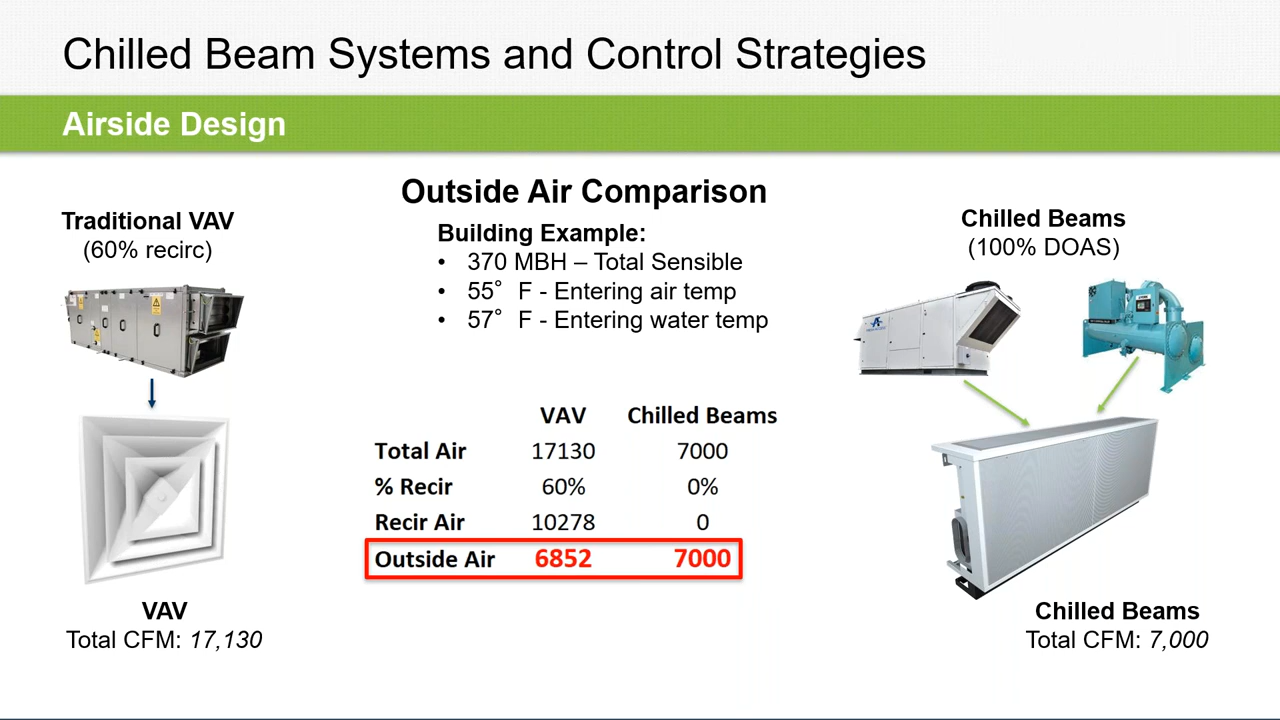 Chilled Beam Systems and Control Strategies
Airside Design
Outside Air Comparison
Traditional VAV
(60% recirc)
Building Example:
• 370 MBH – Total Sensible
• 55° F - Entering air temp
• 57° F - Entering water temp
Chilled Beams
(100% DOAS)
VAV Chilled Beams
Total Air 17130 7000
% Recir 60% 0%
Recir Air 10278 0
Outside Air 6852 7000
VAV
Total CFM: 17,130
Chilled Beams
Total CFM: 7,000